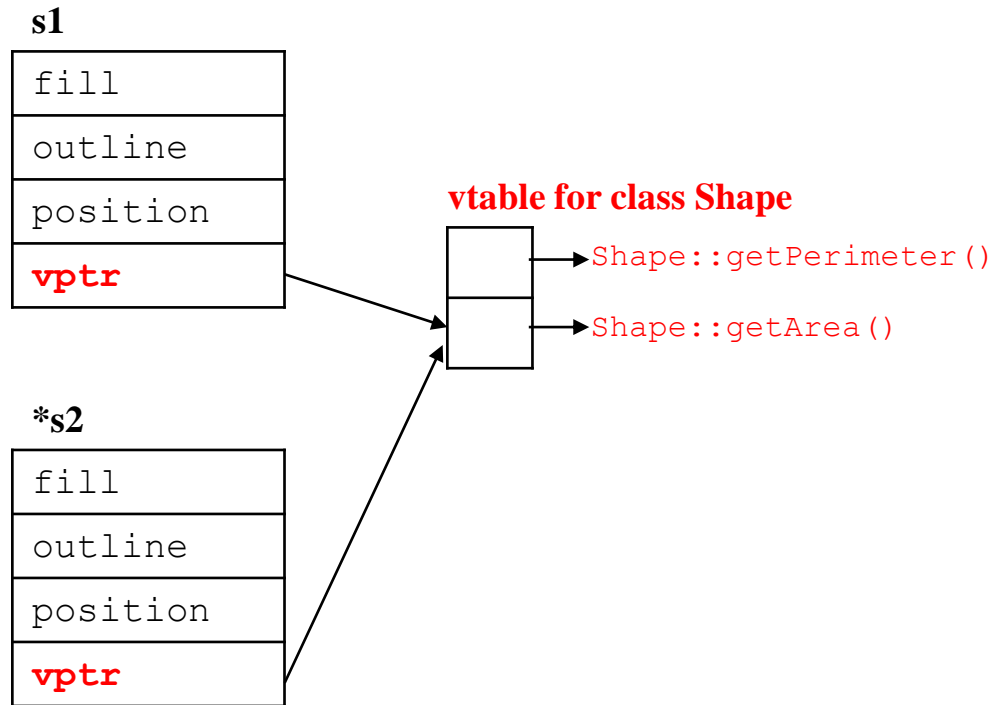 s1
fill
outline
position
vptr
vtable for class Shape
Shape::getPerimeter()
Shape::getArea()
*s2
fill
outline
position
vptr